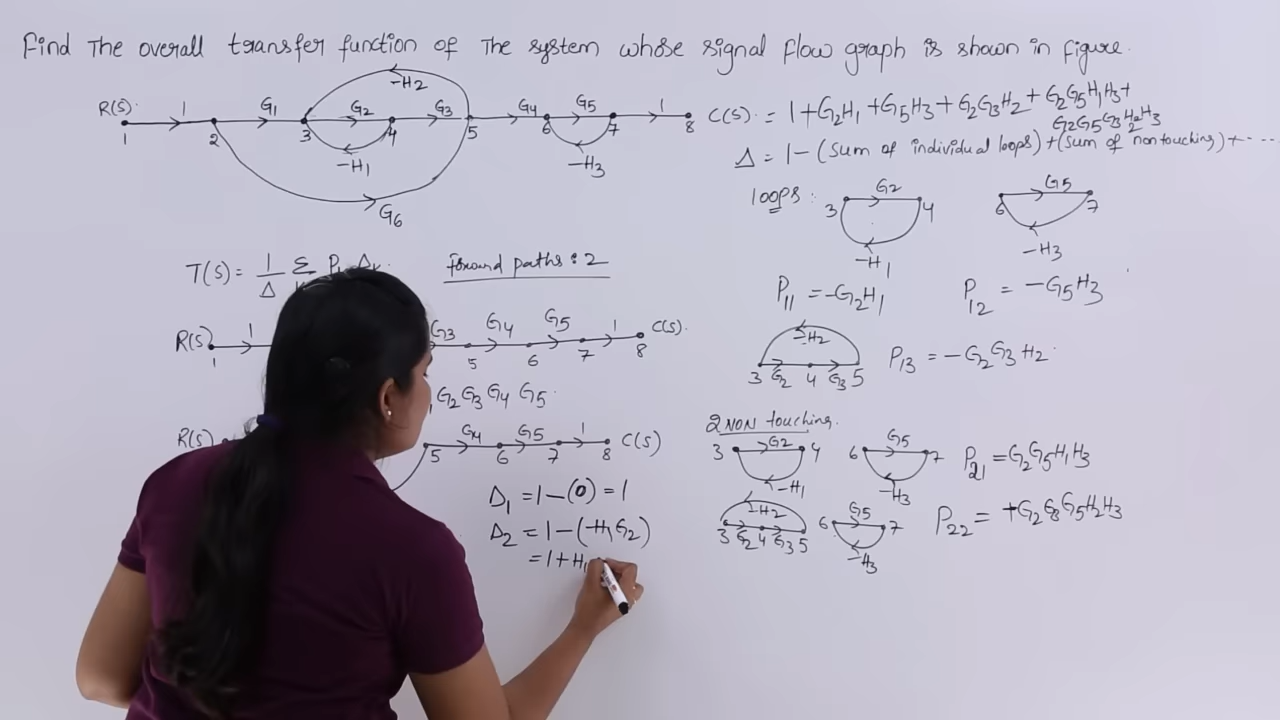 Find The overall transfer function of The system whose signal flow graph is shown in figure.
-H2
R(S) 1 G1 G2 G3 G4 G5 1 C(S)
1 2 3 4 5 6 7 8
-H1 -H3
G6
= 1+G2H1+G5H3+G2G3H2+G2G5H1H3+
G2G5G3H2H3
Δ = 1-(sum of individual loops)+(sum of nontouching)+-....
loops:
G2
3 4
-H1
G5
6 7
-H3
P11 = -G2H1
P12 = -G5H3
-H2
3 G2 4 G3 5
P13 = -G2G3H2
T(S) = 1/Δ Σ
forward paths: 2
R(S) 1 G3 G4 G5 1 C(S).
1 5 6 7 8
G2G3G4G5
R(S) G4 G5 1 C(S)
5 6 7 8
Δ1 = 1-(0) = 1
Δ2 = 1-(-H1G2)
= 1+H1
2 NON touching.
3 G2 4
-H1
6 G5 7
-H3
P21 = G2G5H1H3
-H2
3 G2 4 G3 5
6 G5 7
-H3
P22 = +G2G3G5H2H3